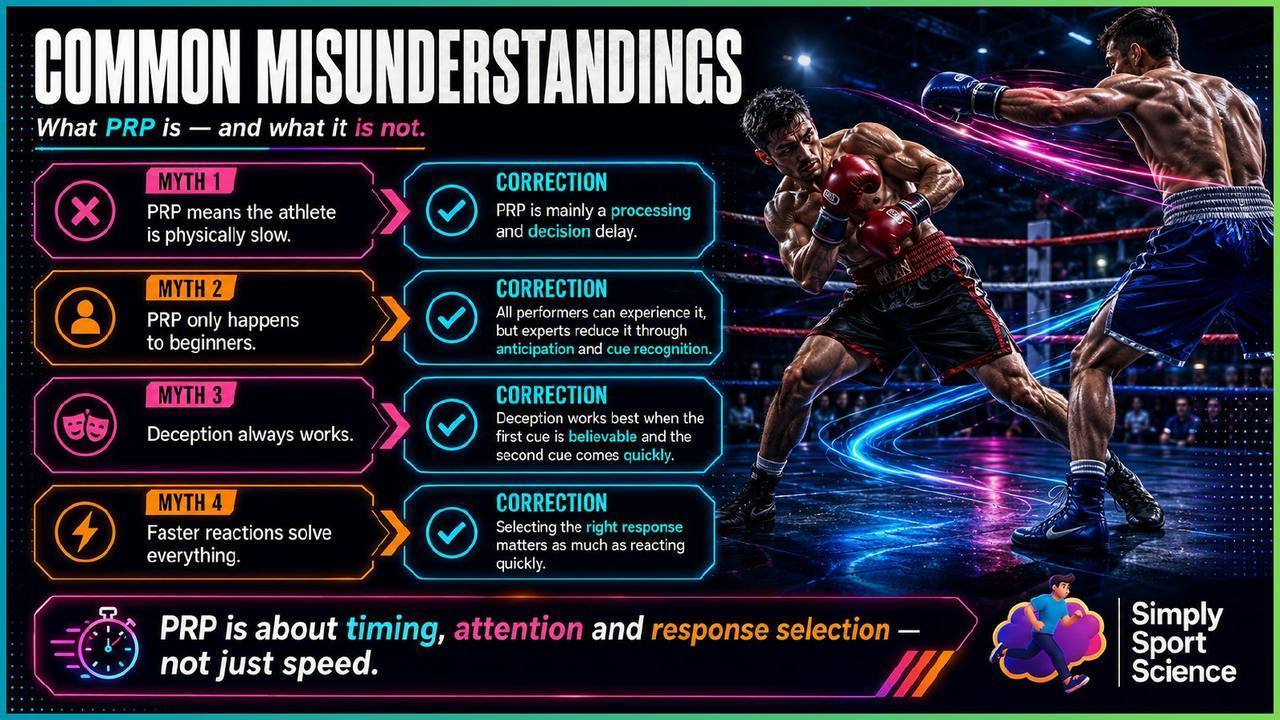 COMMON MISUNDERSTANDINGS
What PRP is — and what it is not.
MYTH 1
PRP means the athlete
is physically slow.
CORRECTION
PRP is mainly a processing
and decision delay.
MYTH 2
PRP only happens
to beginners.
CORRECTION
All performers can experience it,
but experts reduce it through
anticipation and cue recognition.
MYTH 3
Deception always works.
CORRECTION
Deception works best when the
first cue is believable and the
second cue comes quickly.
MYTH 4
Faster reactions solve
everything.
CORRECTION
Selecting the right response
matters as much as reacting
quickly.
PRP is about timing, attention and response selection —
not just speed.
Simply
Sport
Science